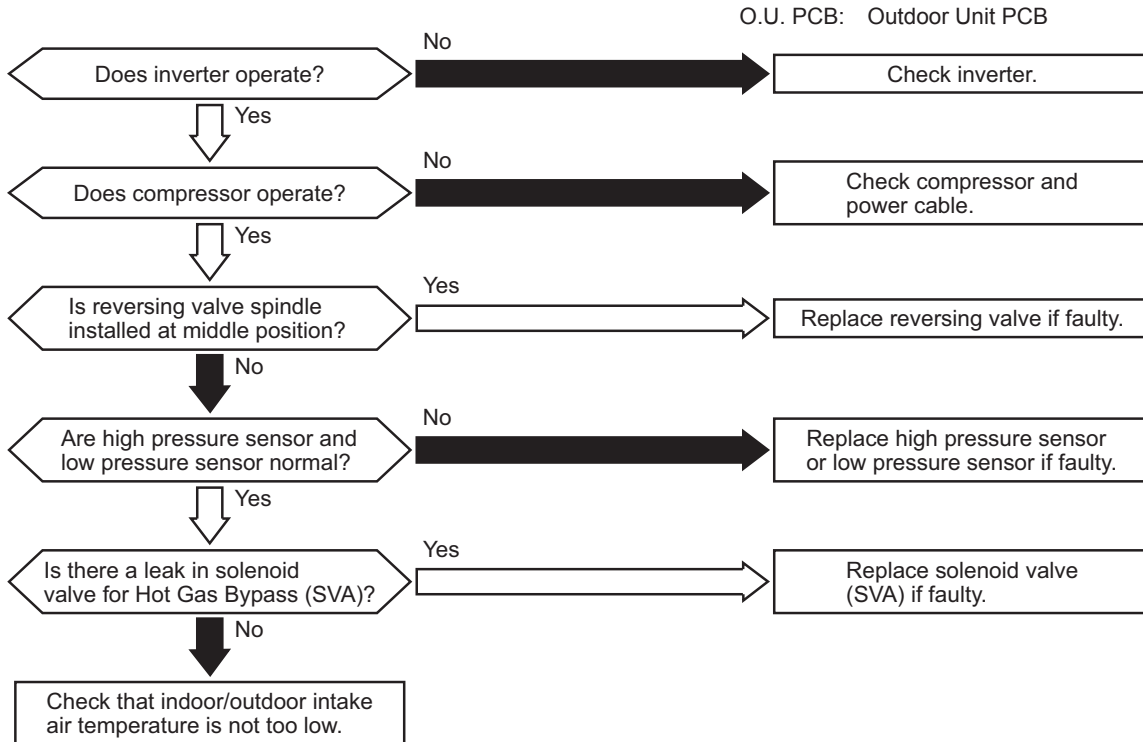 O.U. PCB: Outdoor Unit PCB
Does inverter operate?
No
Check inverter.
Yes
Does compressor operate?
No
Check compressor and
power cable.
Yes
Is reversing valve spindle
installed at middle position?
Yes
Replace reversing valve if faulty.
No
Are high pressure sensor and
low pressure sensor normal?
No
Replace high pressure sensor
or low pressure sensor if faulty.
Yes
Is there a leak in solenoid
valve for Hot Gas Bypass (SVA)?
Yes
Replace solenoid valve
(SVA) if faulty.
No
Check that indoor/outdoor intake
air temperature is not too low.